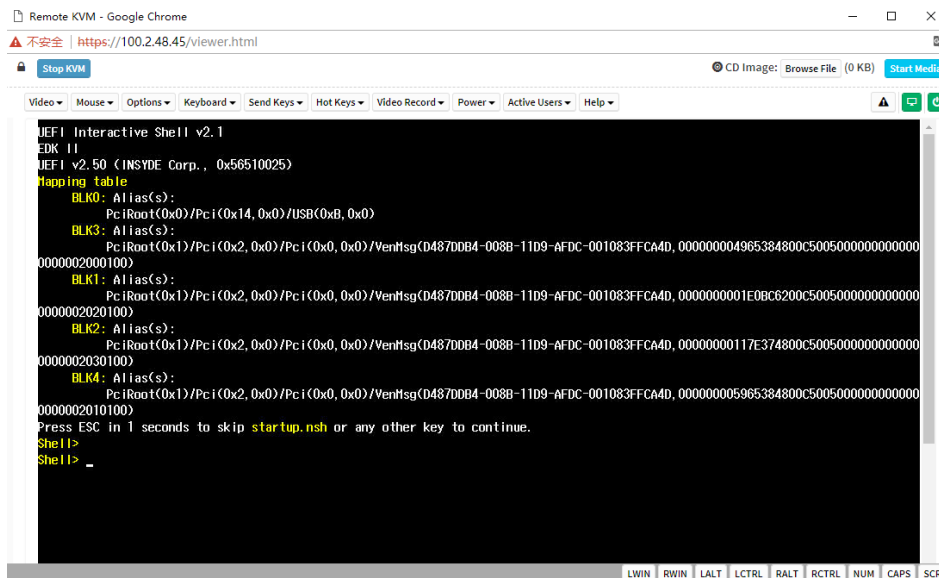 Remote KVM - Google Chrome
不安全 | https://100.2.48.45/viewer.html
Stop KVM
CD Image: Browse File (0 KB) Start Media
Video Mouse Options Keyboard Send Keys Hot Keys Video Record Power Active Users Help
UEFI Interactive Shell v2.1
EDK II
UEFI v2.50 (INSYDE Corp., 0x56510025)
Mapping table
BLK0: Alias(s):
PciRoot(0x0)/Pci(0x14,0x0)/USB(0xB,0x0)
BLK3: Alias(s):
PciRoot(0x1)/Pci(0x2,0x0)/Pci(0x0,0x0)/VenMsg(D487DDB4-008B-11D9-AFDC-001083FFCA4D,000000004965384800C5005000000000000
0000002000100)
BLK1: Alias(s):
PciRoot(0x1)/Pci(0x2,0x0)/Pci(0x0,0x0)/VenMsg(D487DDB4-008B-11D9-AFDC-001083FFCA4D,0000000001E0BC6200C5005000000000000
0000002020100)
BLK2: Alias(s):
PciRoot(0x1)/Pci(0x2,0x0)/Pci(0x0,0x0)/VenMsg(D487DDB4-008B-11D9-AFDC-001083FFCA4D,00000000117E374800C5005000000000000
0000002030100)
BLK4: Alias(s):
PciRoot(0x1)/Pci(0x2,0x0)/Pci(0x0,0x0)/VenMsg(D487DDB4-008B-11D9-AFDC-001083FFCA4D,000000005965384800C5005000000000000
0000002010100)
Press ESC in 1 seconds to skip startup.nsh or any other key to continue.
Shell>
Shell> _
LWIN RWIN LALT LCTRL RALT RCTRL NUM CAPS SCR